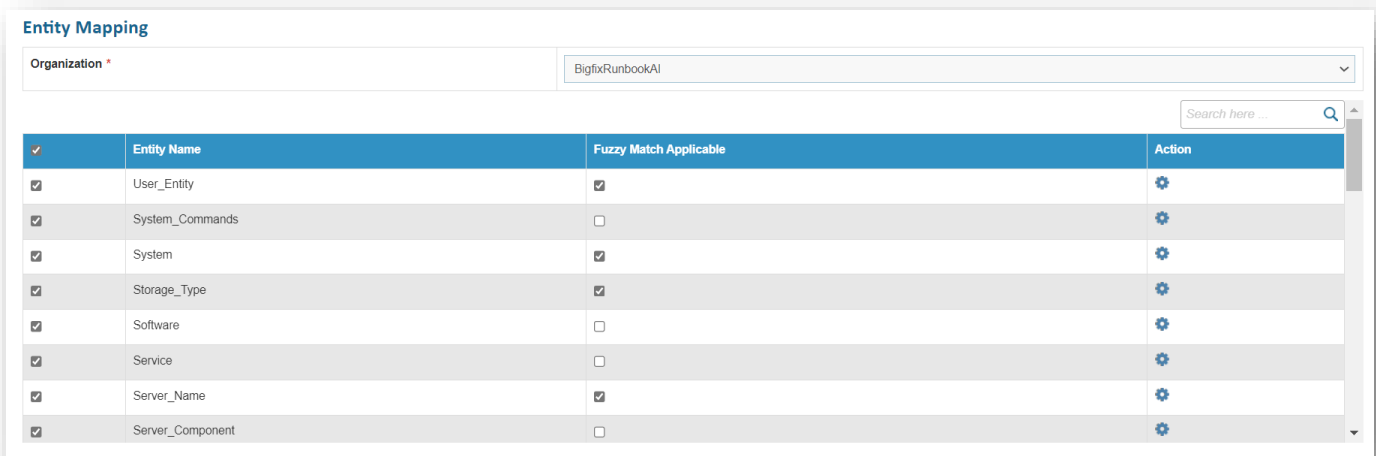 Entity Mapping
Organization *
BigfixRunbookAI
Search here ...
Entity Name Fuzzy Match Applicable Action
User_Entity
System_Commands
System
Storage_Type
Software
Service
Server_Name
Server_Component